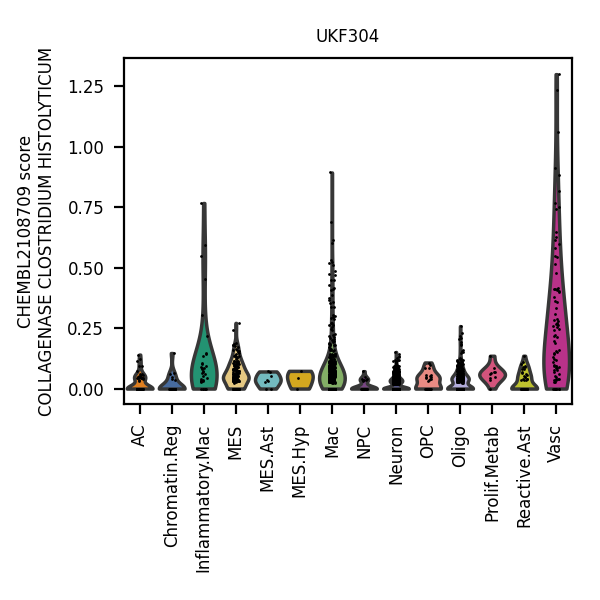 UKF304
CHEMBL2108709 score
COLLAGENASE CLOSTRIDIUM HISTOLYTICUM
1.25
1.00
0.75
0.50
0.25
0.00
AC
Chromatin.Reg
Inflammatory.Mac
MES
MES.Ast
MES.Hyp
Mac
NPC
Neuron
OPC
Oligo
Prolif.Metab
Reactive.Ast
Vasc